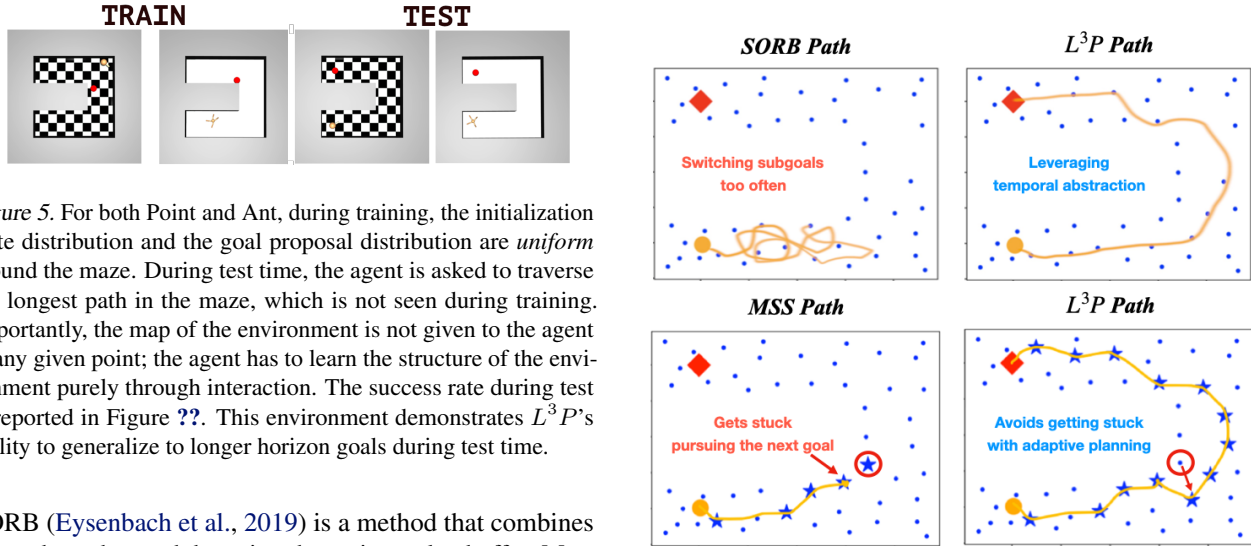 TRAIN
TEST
ure 5. For both Point and Ant, during training, the initialization
te distribution and the goal proposal distribution are uniform
ound the maze. During test time, the agent is asked to traverse
longest path in the maze, which is not seen during training.
portantly, the map of the environment is not given to the agent
any given point; the agent has to learn the structure of the envi-
nment purely through interaction. The success rate during test
reported in Figure ??. This environment demonstrates L³P's
lity to generalize to longer horizon goals during test time.
ORB (Eysenbach et al., 2019) is a method that combines
SORB Path
L³P Path
Switching subgoals
too often
Leveraging
temporal abstraction
MSS Path
L³P Path
Gets stuck
pursuing the next goal
Avoids getting stuck
with adaptive planning